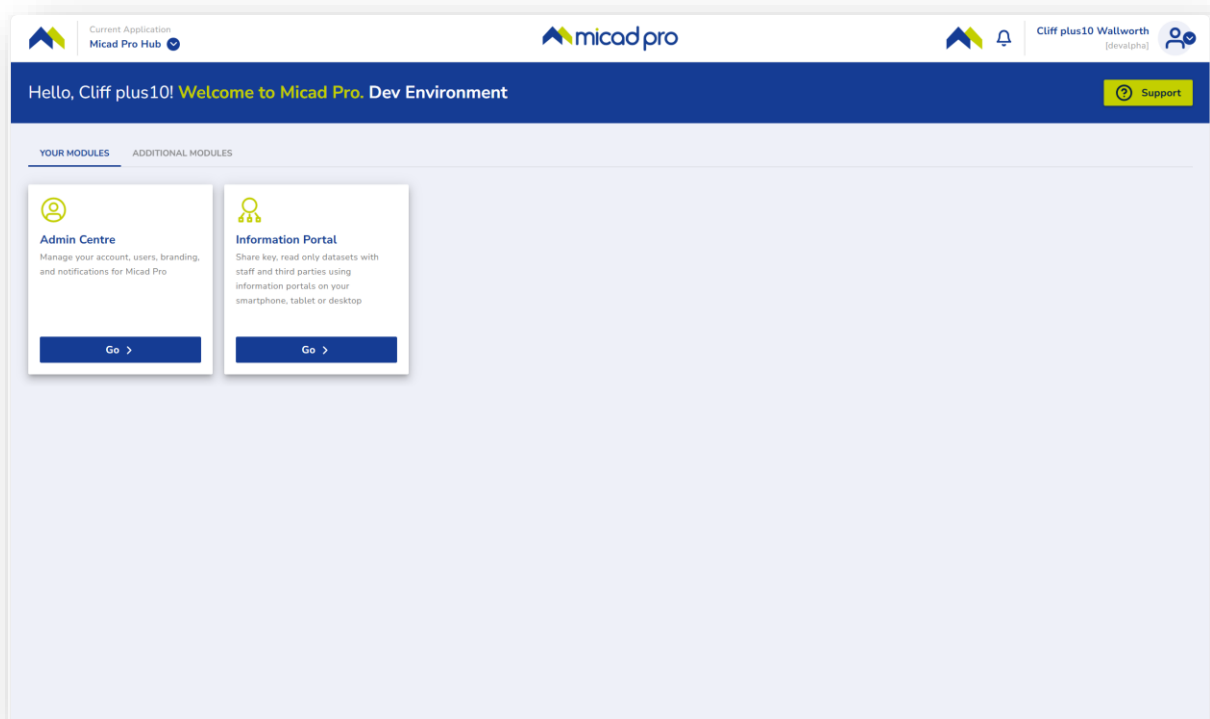 Current Application
Micad Pro Hub
micad pro
Cliff plus10 Wallworth
[devalpha]
Hello, Cliff plus10! Welcome to Micad Pro. Dev Environment
Support
YOUR MODULES
ADDITIONAL MODULES
Admin Centre
Manage your account, users, branding,
and notifications for Micad Pro
Go
Information Portal
Share key, read only datasets with
staff and third parties using
information portals on your
smartphone, tablet or desktop
Go